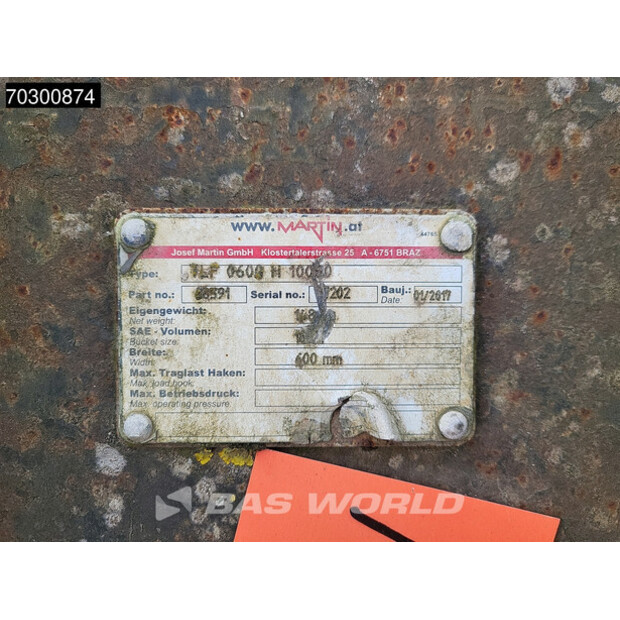 70300874
www.MARTIN.at
Josef Martin GmbH Klostertalerstrasse 25 A - 6751 BRAZ
Type: H
Part no.: Serial no.: Bauj.: 01/2017
Date:
Eigengewicht:
Net weight:
SAE - Volumen:
Bucket size:
Breite: 600 mm
Width:
Max. Traglast Haken:
Max. load hook:
Max. Betriebsdruck:
Max. operating pressure:
BAS WORLD